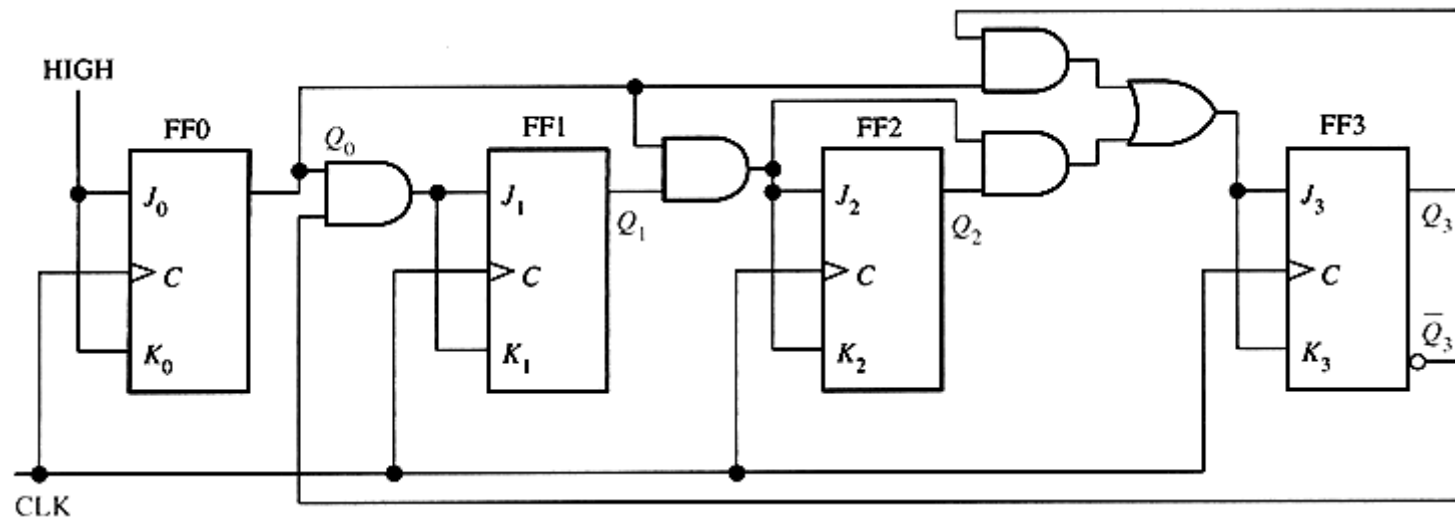 HIGH
FF0
FF1
FF2
FF3
Q₀
J₀
J₁
Q₁
J₂
Q₂
J₃
Q₃
C
C
C
C
K₀
K₁
K₂
K₃
Q̅₃
CLK